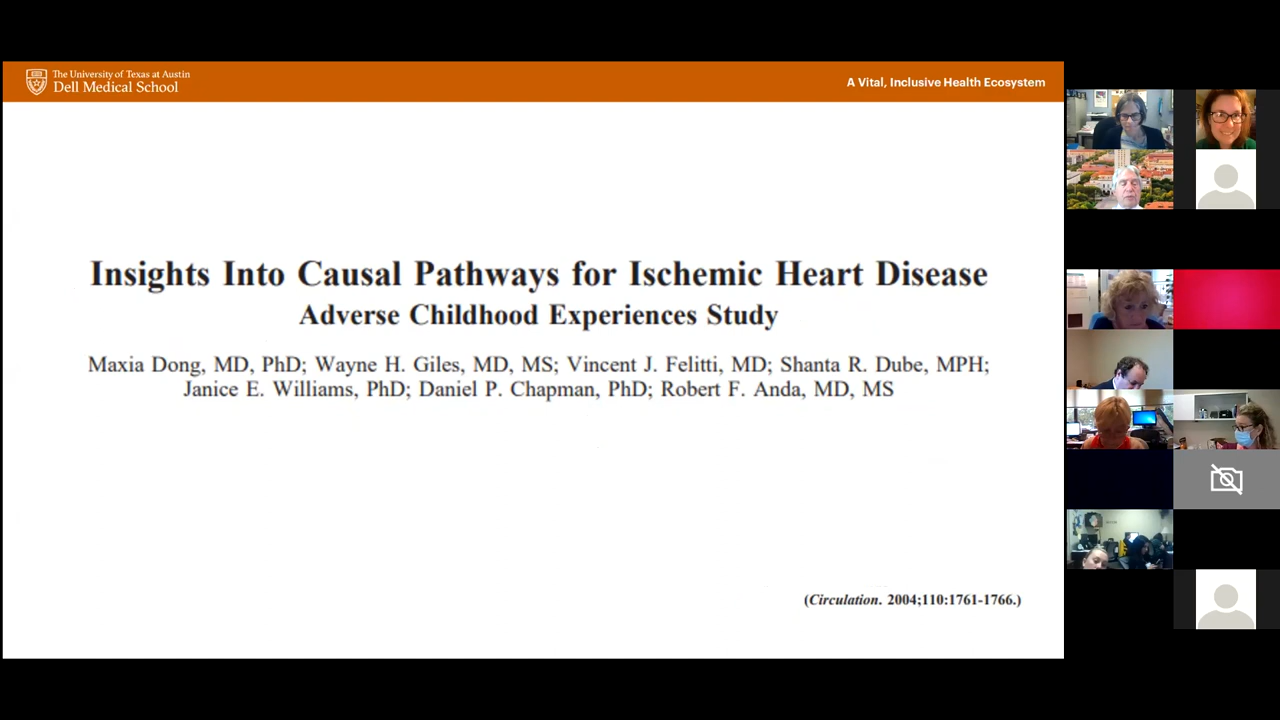 The University of Texas at Austin
Dell Medical School
A Vital, Inclusive Health Ecosystem
Insights Into Causal Pathways for Ischemic Heart Disease
Adverse Childhood Experiences Study
Maxia Dong, MD, PhD; Wayne H. Giles, MD, MS; Vincent J. Felitti, MD; Shanta R. Dube, MPH;
Janice E. Williams, PhD; Daniel P. Chapman, PhD; Robert F. Anda, MD, MS
(Circulation. 2004;110:1761-1766.)